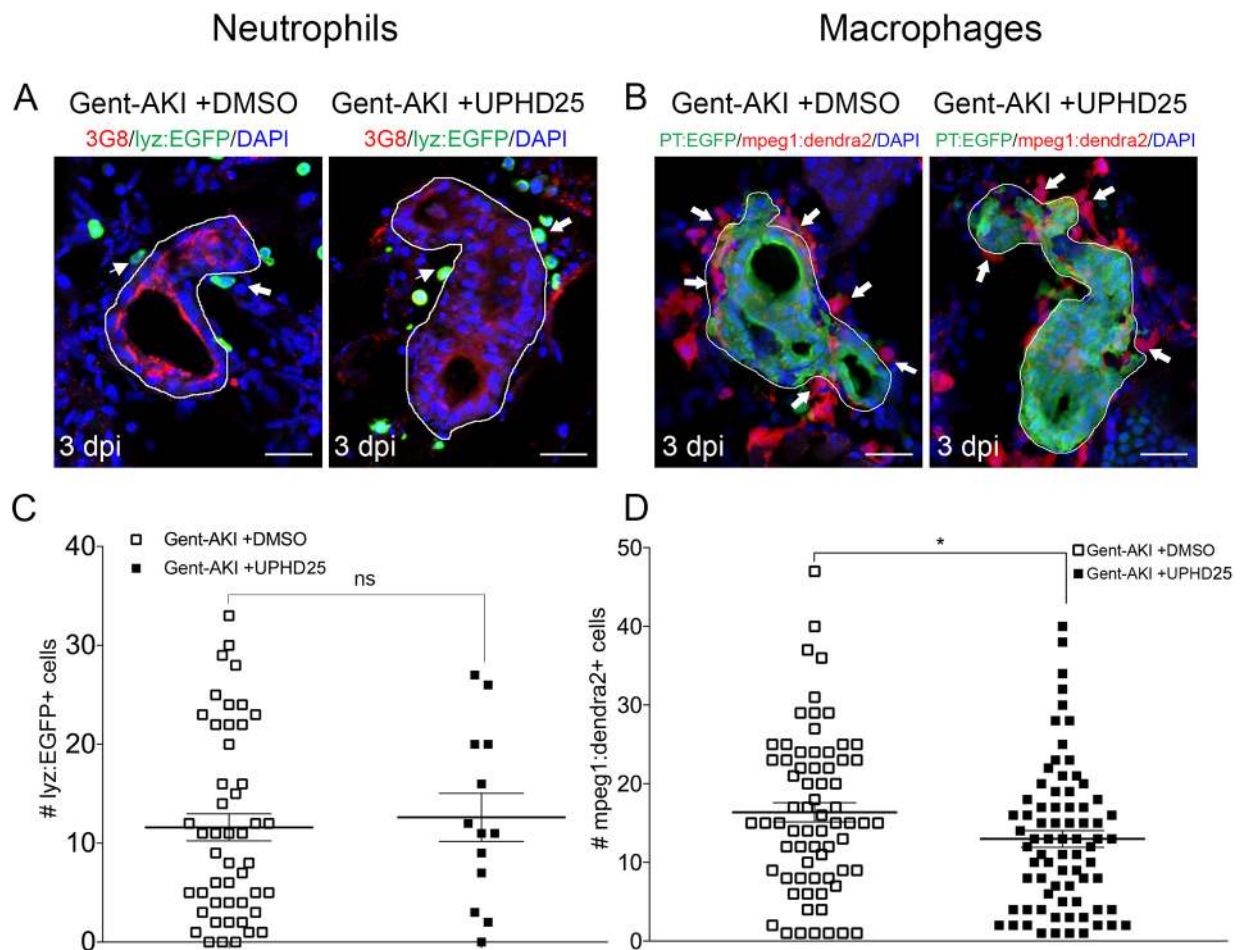 Neutrophils
Macrophages
A
Gent-AKI +DMSO
Gent-AKI +UPHD25
3G8/lyz:EGFP/DAPI
3G8/lyz:EGFP/DAPI
3 dpi
3 dpi
B
Gent-AKI +DMSO
Gent-AKI +UPHD25
PT:EGFP/mpeg1:dendra2/DAPI
PT:EGFP/mpeg1:dendra2/DAPI
3 dpi
3 dpi
C
Gent-AKI +DMSO
Gent-AKI +UPHD25
ns
# lyz:EGFP+ cells
40
30
20
10
0
D
Gent-AKI +DMSO
Gent-AKI +UPHD25
*
# mpeg1:dendra2+ cells
50
40
30
20
10
0